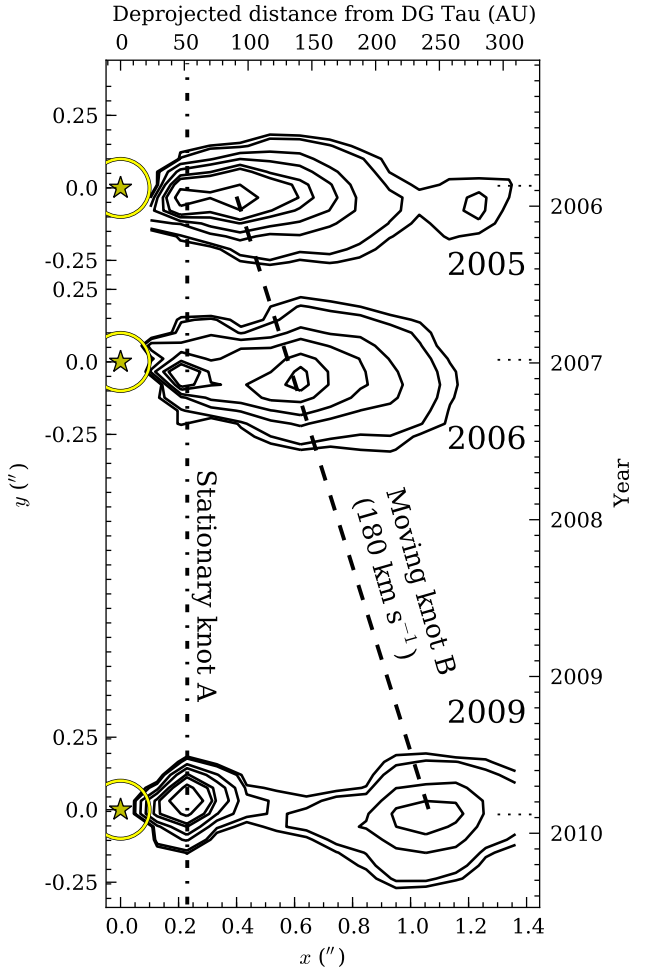 Deprojected distance from DG Tau (AU)
0 50 100 150 200 250 300
0.25
0.0
-0.25
2005
2006
0.25
0.0
-0.25
2006
2007
y (″)
Stationary knot A
Moving knot B
(180 km s⁻¹)
Year
2008
2009
2009
0.25
0.0
-0.25
2010
0.0 0.2 0.4 0.6 0.8 1.0 1.2 1.4
x (″)